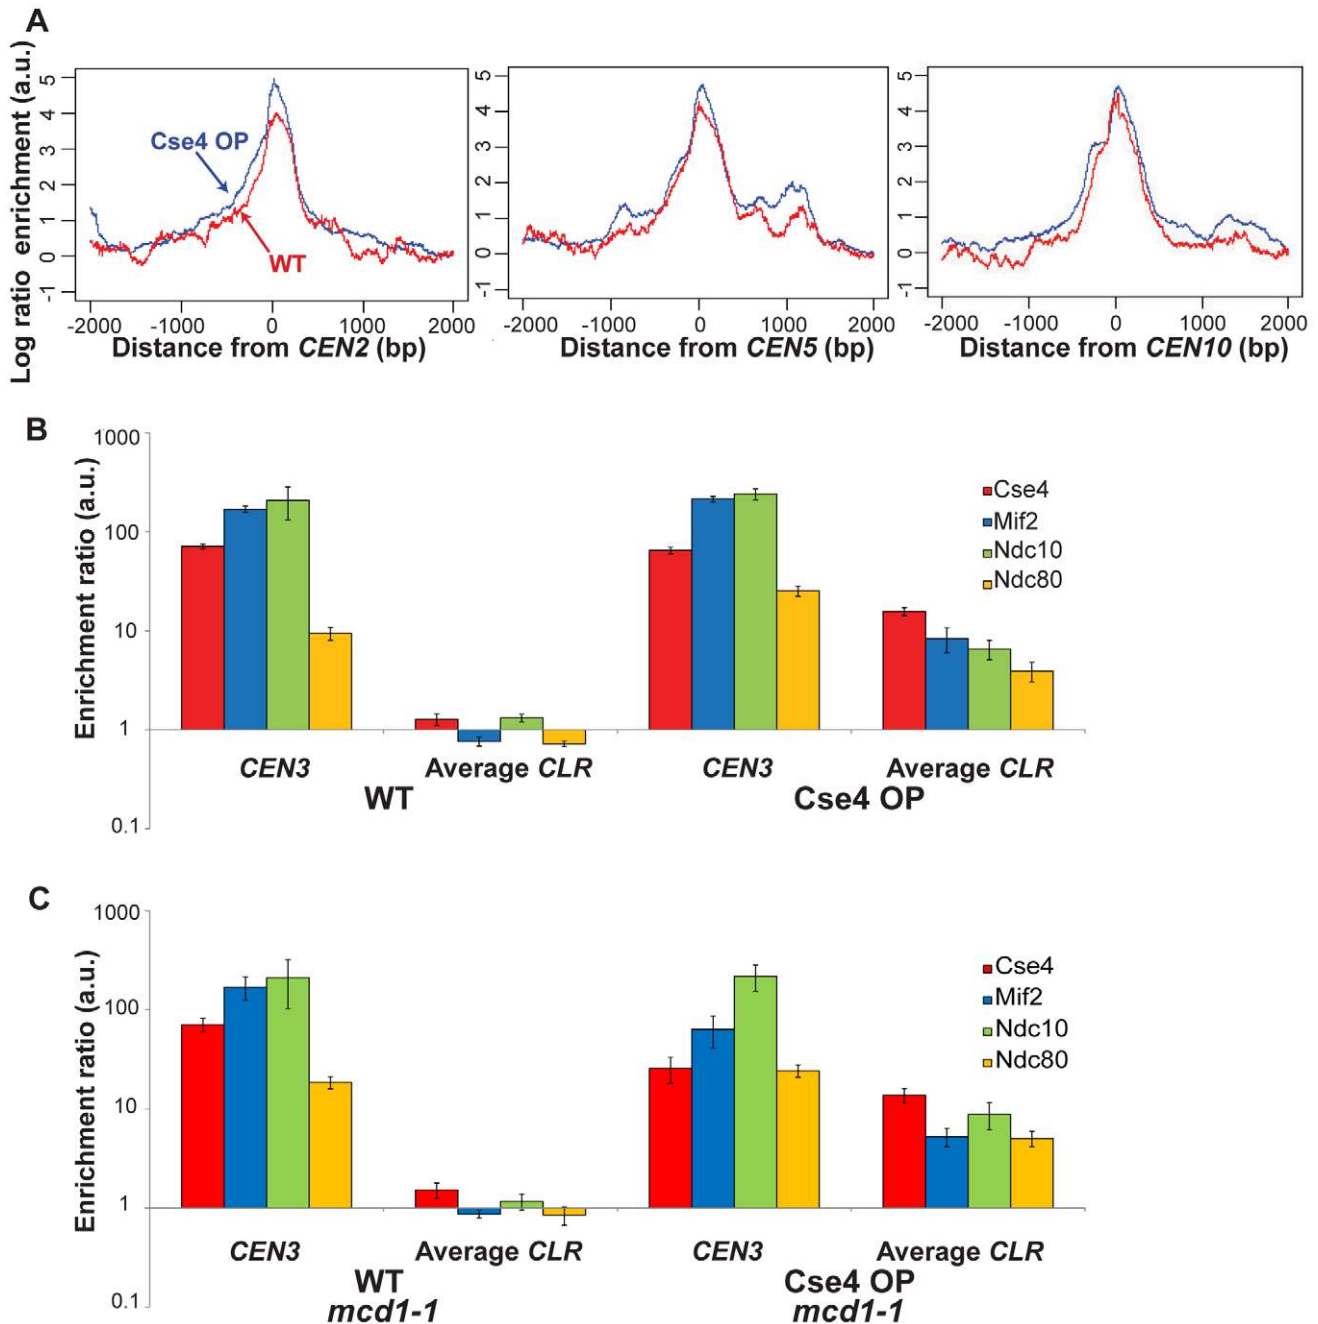 A
Log ratio enrichment (a.u.)
5
4
3
2
1
0
-1
Cse4 OP
WT
-2000 -1000 0 1000 2000
Distance from CEN2 (bp)
5
4
3
2
1
0
-1
-2000 -1000 0 1000 2000
Distance from CEN5 (bp)
5
4
3
2
1
0
-1
-2000 -1000 0 1000 2000
Distance from CEN10 (bp)
B
Enrichment ratio (a.u.)
1000
100
10
1
0.1
Cse4
Mif2
Ndc10
Ndc80
CEN3 Average CLR CEN3 Average CLR
WT Cse4 OP
C
Enrichment ratio (a.u.)
1000
100
10
1
0.1
Cse4
Mif2
Ndc10
Ndc80
CEN3 Average CLR CEN3 Average CLR
WT Cse4 OP
mcd1-1 mcd1-1